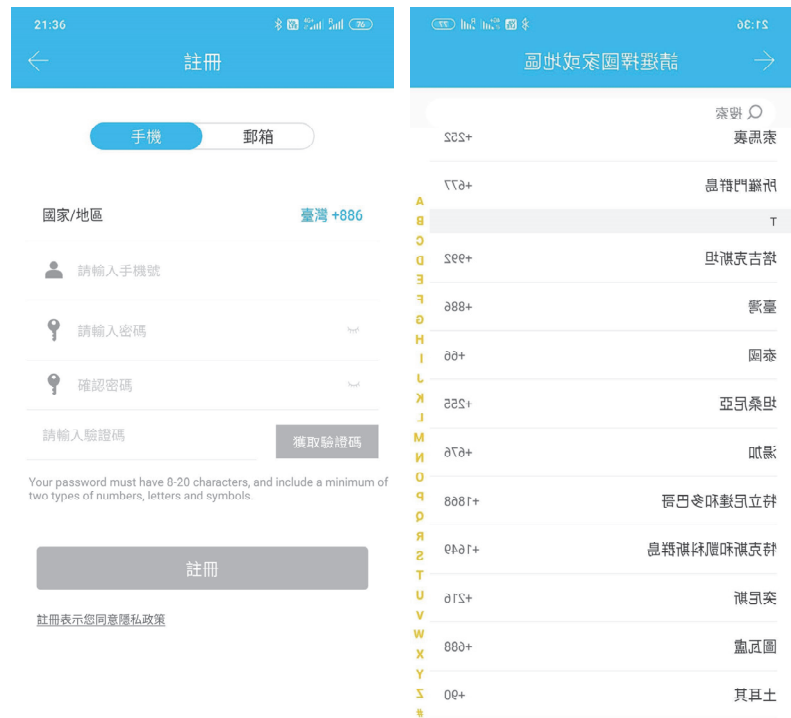 21:36
76
註冊
手機 郵箱
國家/地區 臺灣 +886
請輸入手機號
請輸入密碼
確認密碼
請輸入驗證碼 獲取驗證碼
Your password must have 8-20 characters, and include a minimum of
two types of numbers, letters and symbols.
註冊
註冊表示您同意隱私政策
21:36
77
請選擇國家或地區
搜索
索馬裏 +252
所羅門群島 +677
T
塔吉克斯坦 +992
臺灣 +886
泰國 +66
坦桑尼亞 +255
湯加 +676
特立尼達和多巴哥 +1868
特克斯和凱科斯群島 +1649
突尼斯 +216
圖瓦盧 +688
土耳其 +90
A
B
C
D
E
F
G
H
I
J
K
L
M
N
O
P
Q
R
S
T
U
V
W
X
Y
Z
#